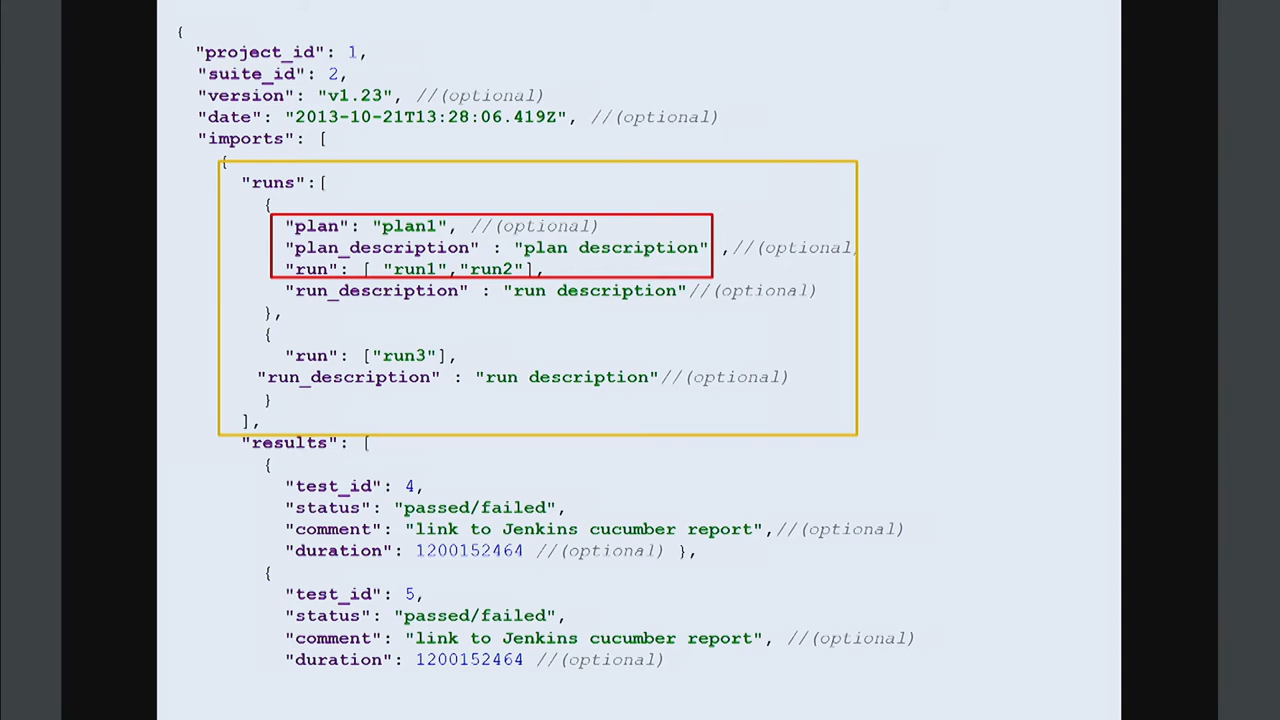 {
"project_id": 1,
"suite_id": 2,
"version": "v1.23", //(optional)
"date": "2013-10-21T13:28:06.419Z", //(optional)
"imports": [
{
"runs":[
{
"plan": "plan1", //(optional)
"plan_description" : "plan description" ,//(optional)
"run": [ "run1","run2"],
"run_description" : "run description"//(optional)
},
{
"run": ["run3"],
"run_description" : "run description"//(optional)
}
],
"results": [
{
"test_id": 4,
"status": "passed/failed",
"comment": "link to Jenkins cucumber report",//(optional)
"duration": 1200152464 //(optional) },
{
"test_id": 5,
"status": "passed/failed",
"comment": "link to Jenkins cucumber report", //(optional)
"duration": 1200152464 //(optional)